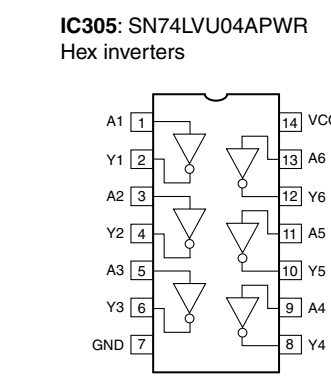 IC305: SN74LVU04APWR
Hex inverters
A1 1 14 VCC
Y1 2 13 A6
A2 3 12 Y6
Y2 4 11 A5
A3 5 10 Y5
Y3 6 9 A4
GND 7 8 Y4